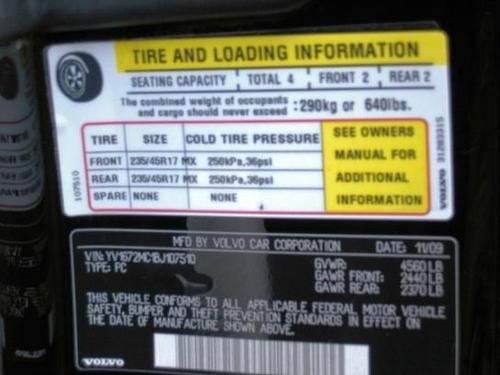 TIRE AND LOADING INFORMATION
SEATING CAPACITY | TOTAL 4 | FRONT 2 | REAR 2
The combined weight of occupants and cargo should never exceed : 290kg or 640lbs.
TIRE SIZE COLD TIRE PRESSURE
FRONT 235/45R17 MX 250kPa,36psi
REAR 235/45R17 MX 250kPa,36psi
SPARE NONE NONE
SEE OWNERS
MANUAL FOR
ADDITIONAL
INFORMATION
107510
VOLVO 31283315
MFD BY VOLVO CAR CORPORATION DATE: 11/09
VIN: YV1672MC1BJ107510
TYPE: PC
GVWR: 4560 LB
GAWR FRONT: 2440 LB
GAWR REAR: 2370 LB
THIS VEHICLE CONFORMS TO ALL APPLICABLE FEDERAL MOTOR VEHICLE
SAFETY, BUMPER AND THEFT PREVENTION STANDARDS IN EFFECT ON
THE DATE OF MANUFACTURE SHOWN ABOVE.
VOLVO